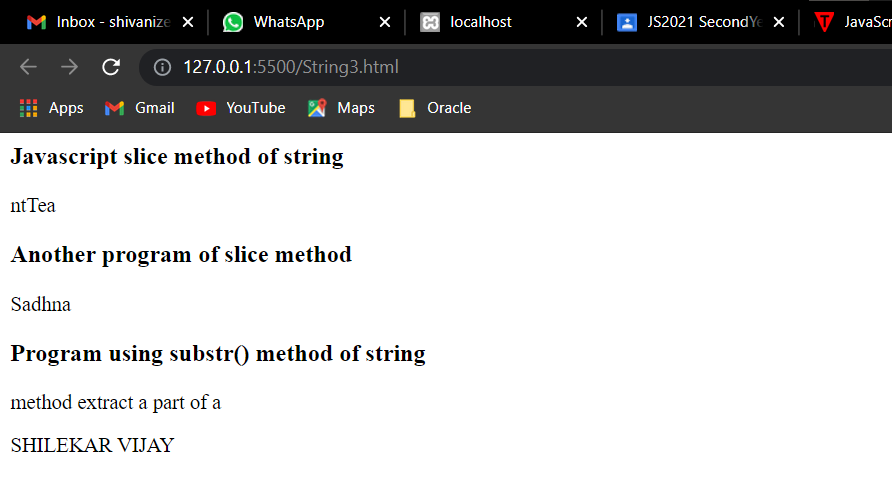 Inbox - shivanize
WhatsApp
localhost
JS2021 SecondYe
JavaScr
127.0.0.1:5500/String3.html
Apps
Gmail
YouTube
Maps
Oracle
Javascript slice method of string
ntTea
Another program of slice method
Sadhna
Program using substr() method of string
method extract a part of a
SHILEKAR VIJAY